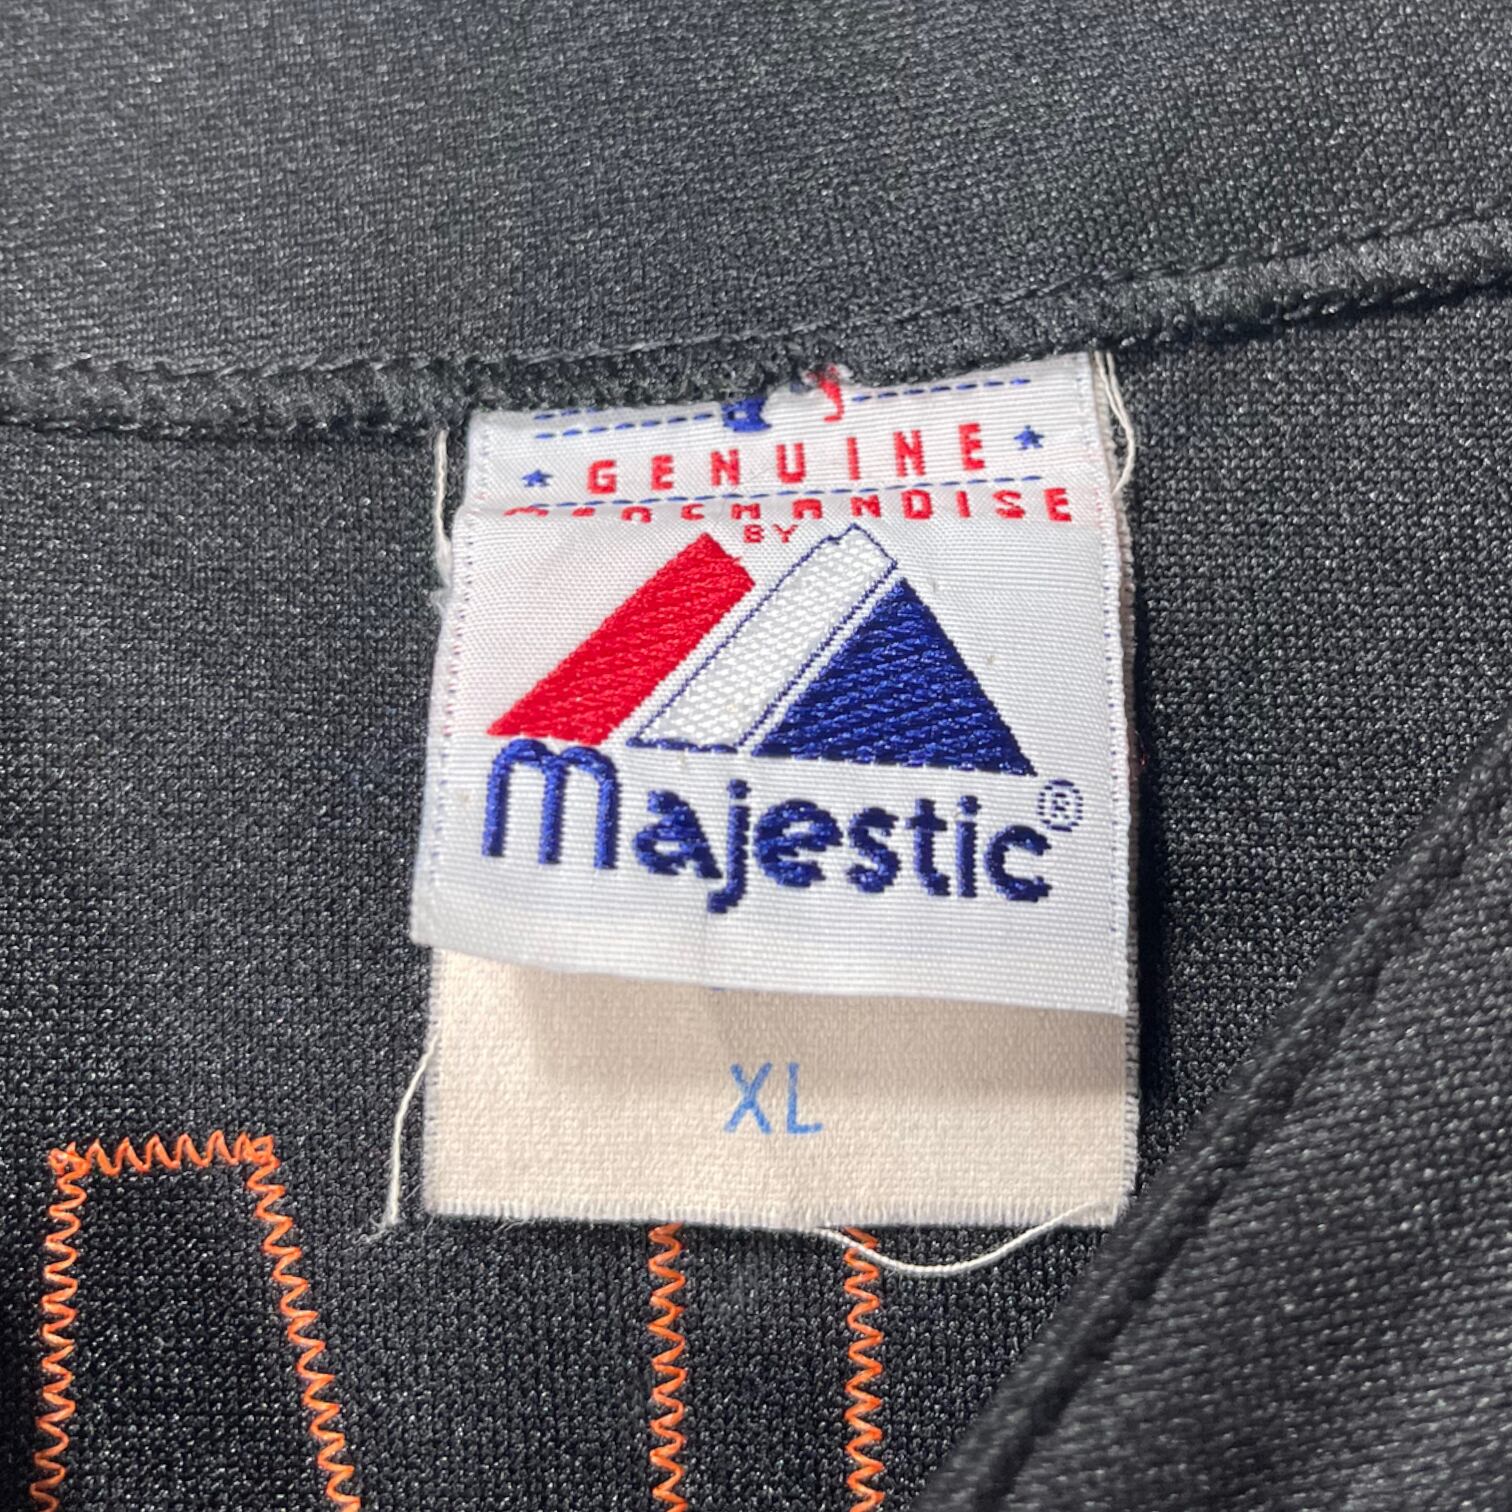 GENUINE
MERCHANDISE
BY
Majestic®
XL